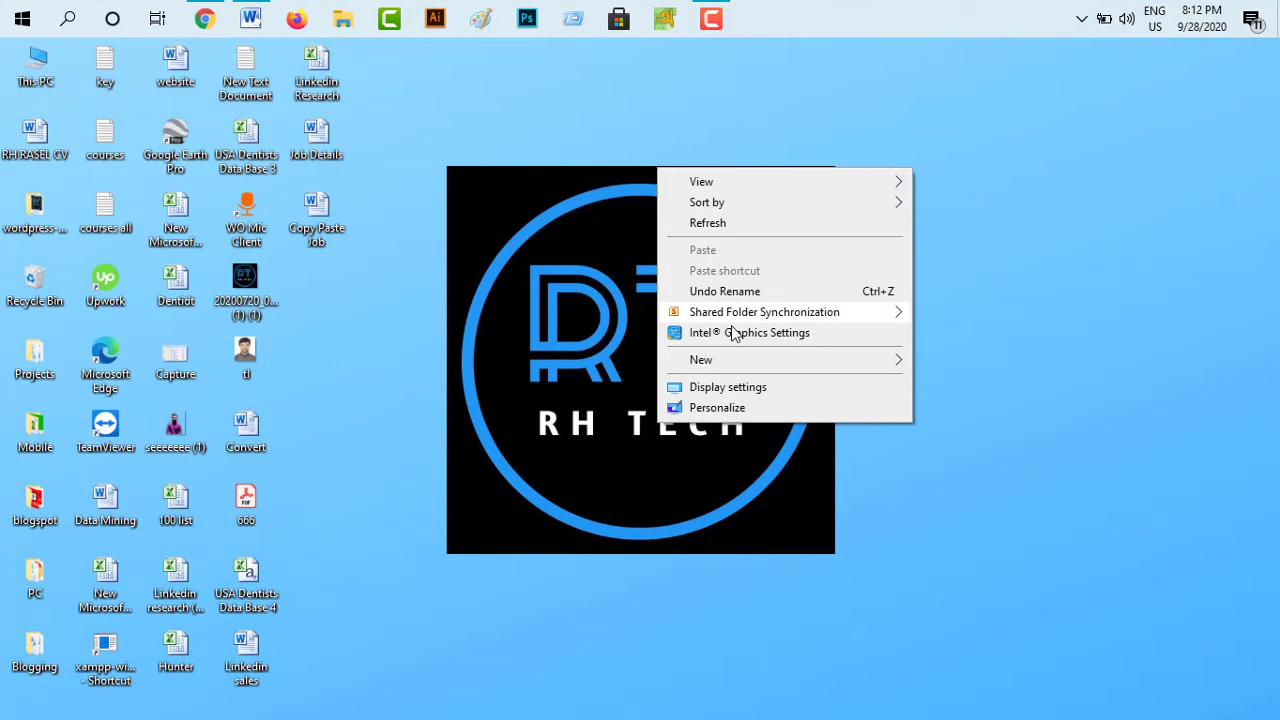 ENG
US
8:12 PM
9/28/2020
11
This PC
key
website
New Text
Document
Linkedin
Research
RH RASEL CV
courses
Google Earth
Pro
USA Dentists
Data Base 3
Job Details
wordpress-...
courses all
New
Microsof...
WO Mic
Client
Copy Paste
Job
Recycle Bin
Upwork
Dentidt
20200720_0...
(1) (1)
Projects
Microsoft
Edge
Capture
tl
Mobile
TeamViewer
seeeeeee (1)
Convert
blogspot
Data Mining
100 list
666
PC
New
Microsof...
Linkedin
research (...
USA Dentists
Data Base 4
Blogging
xampp-wi...
- Shortcut
Hunter
Linkedin
sales
RH TECH
View
Sort by
Refresh
Paste
Paste shortcut
Undo Rename Ctrl+Z
Shared Folder Synchronization
Intel® Graphics Settings
New
Display settings
Personalize